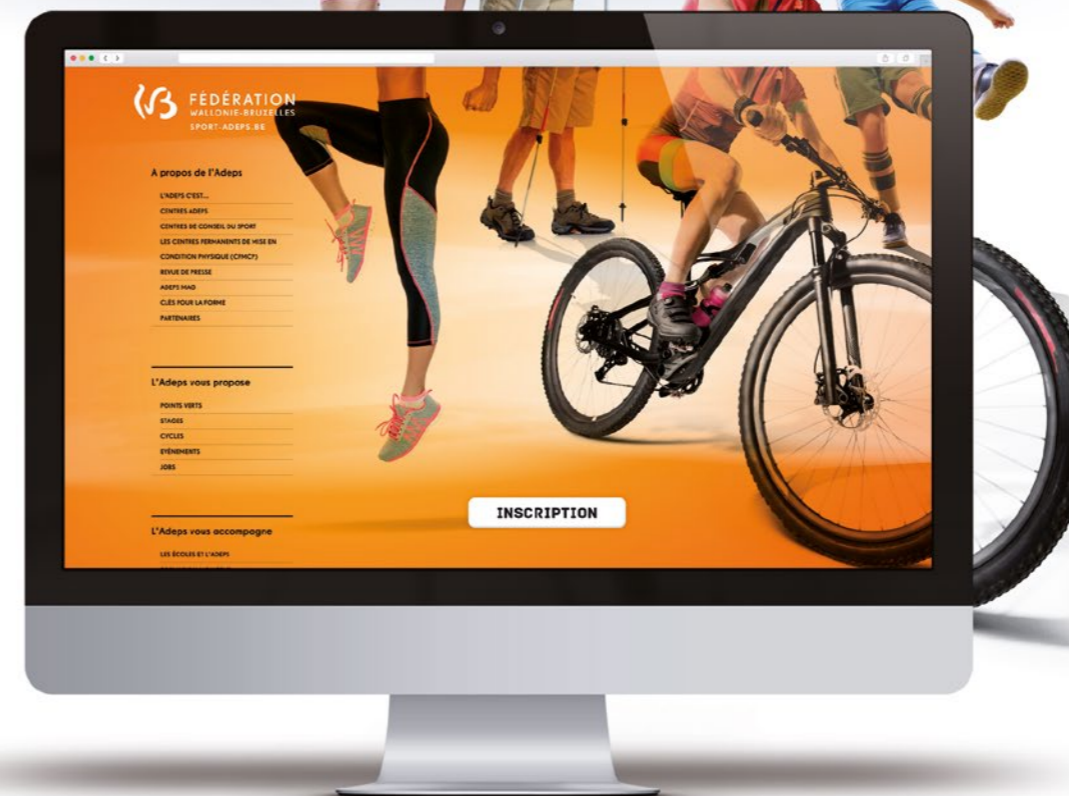 FÉDÉRATION
WALLONIE-BRUXELLES
SPORT-ADEPS.BE
A propos de l'Adeps
L'ADEPS C'EST...
CENTRES ADEPS
CENTRES DE CONSEIL DU SPORT
LES CENTRES PERMANENTS DE MISE EN
CONDITION PHYSIQUE (CPMCP)
REVUE DE PRESSE
ADEPS MAG
CLÉS POUR LA FORME
PARTENAIRES
L'Adeps vous propose
POINTS VERTS
STAGES
CYCLES
EVÉNEMENTS
JOBS
L'Adeps vous accompagne
LES ÉCOLES ET L'ADEPS
INSCRIPTION